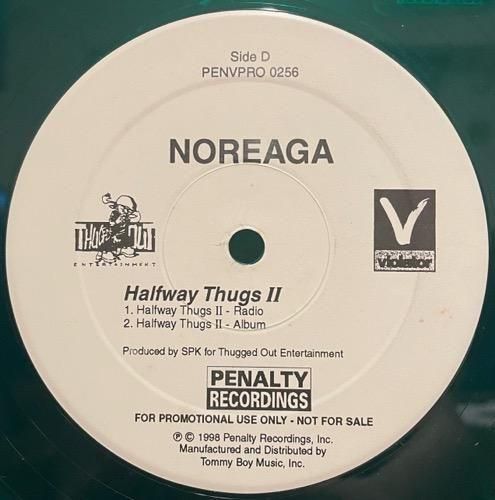 Side D
PENVPRO 0256
NOREAGA
THUGGED OUT
ENTERTAINMENT
V
Violator
Halfway Thugs II
1. Halfway Thugs II - Radio
2. Halfway Thugs II - Album
Produced by SPK for Thugged Out Entertainment
PENALTY
RECORDINGS
FOR PROMOTIONAL USE ONLY - NOT FOR SALE
℗ © 1998 Penalty Recordings, Inc.
Manufactured and Distributed by
Tommy Boy Music, Inc.